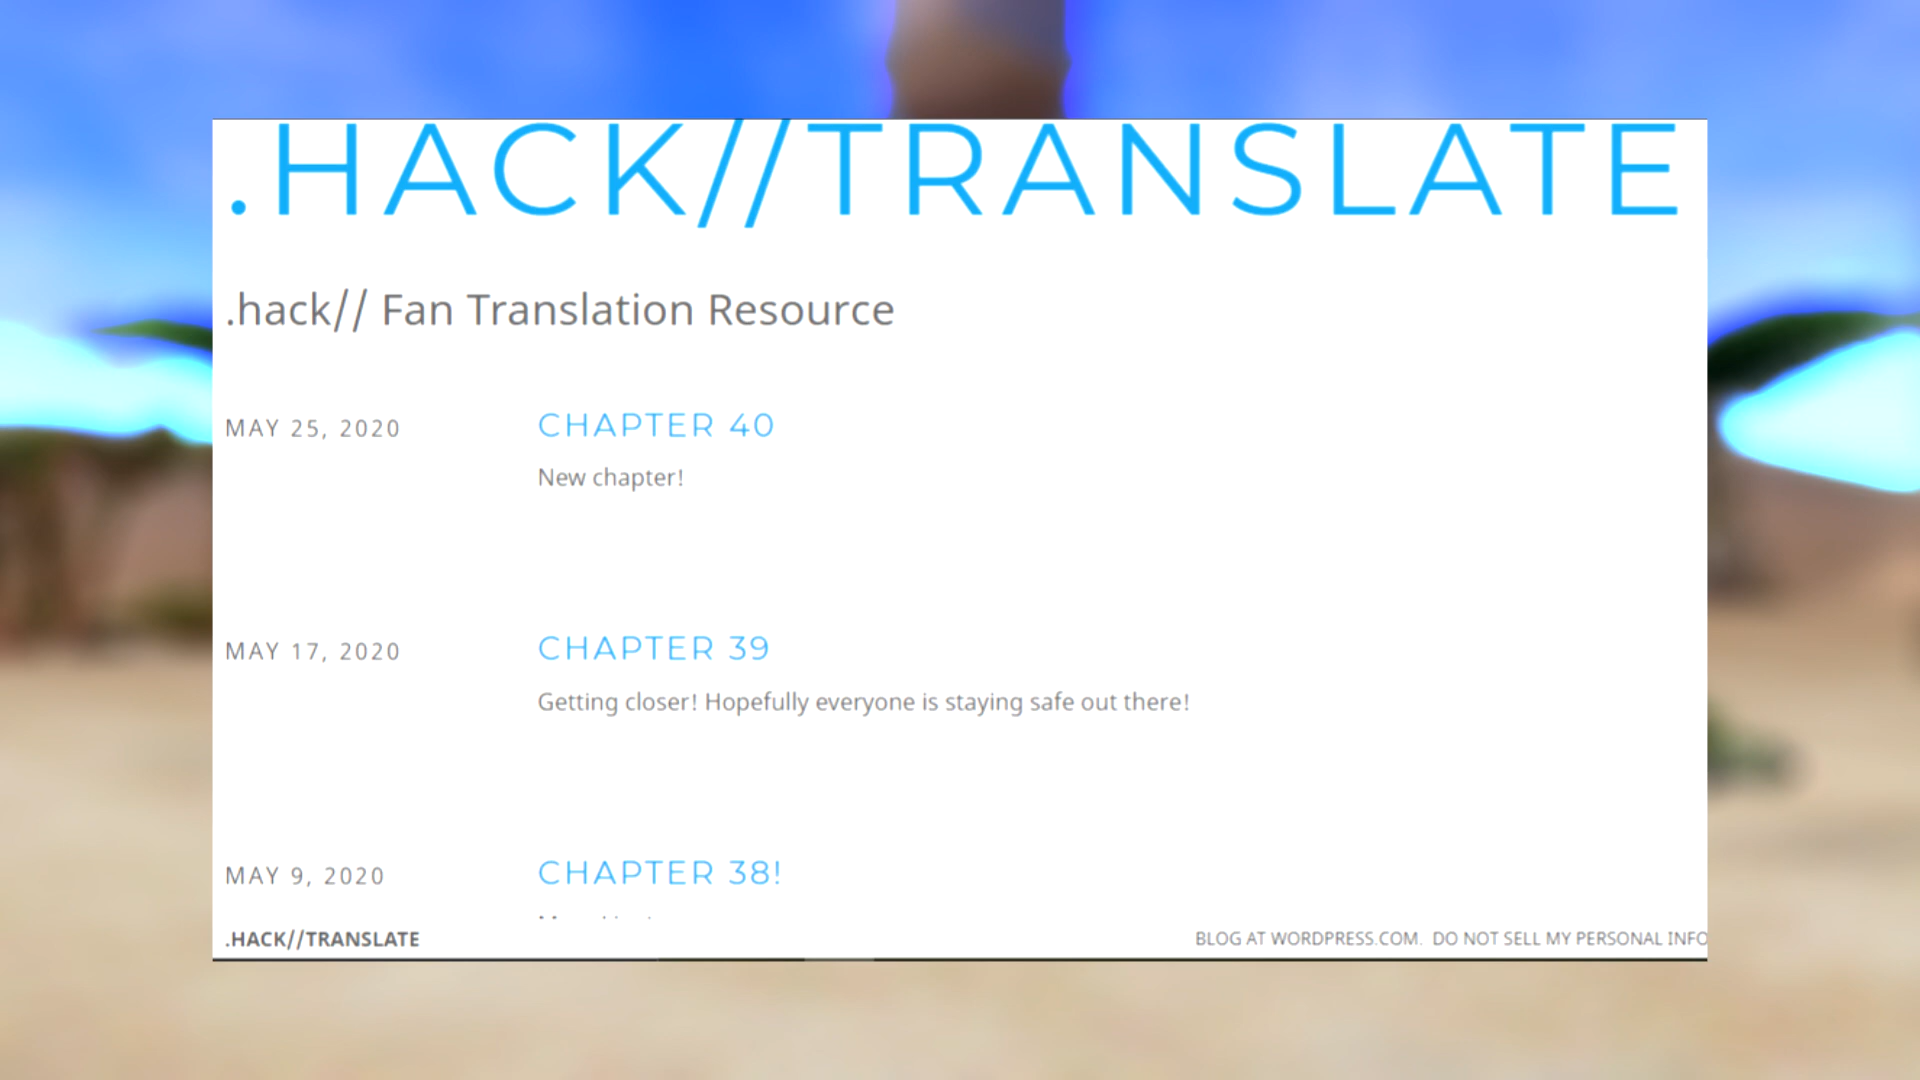 .HACK//TRANSLATE
.hack// Fan Translation Resource
MAY 25, 2020
CHAPTER 40
New chapter!
MAY 17, 2020
CHAPTER 39
Getting closer! Hopefully everyone is staying safe out there!
MAY 9, 2020
CHAPTER 38!
.HACK//TRANSLATE
BLOG AT WORDPRESS.COM. DO NOT SELL MY PERSONAL INFO